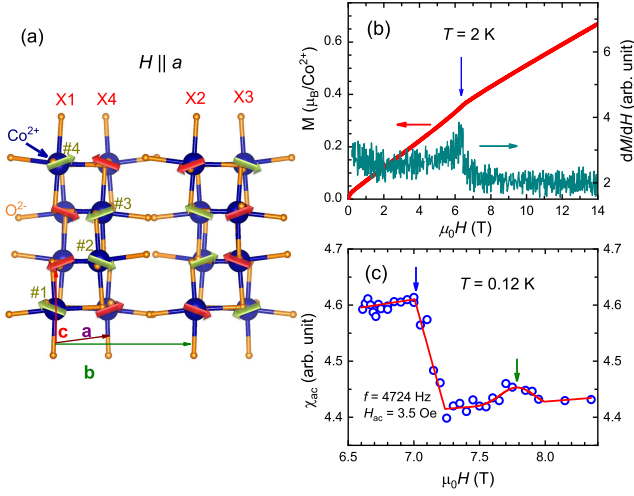 (a)
H || a
X1 X4 X2 X3
Co²⁺
#4
O²⁻
#3
#2
#1
c
a
b
(b)
T = 2 K
M (μB/Co²⁺)
dM/dH (arb. unit)
0.6
0.4
0.2
0.0
7
6
5
4
3
2
0 2 4 6 8 10 12 14
μ₀H (T)
(c)
T = 0.12 K
χac (arb. unit)
4.7
4.6
4.5
4.4
4.7
4.6
4.5
4.4
f = 4724 Hz
Hac = 3.5 Oe
6.5 7.0 7.5 8.0
μ₀H (T)